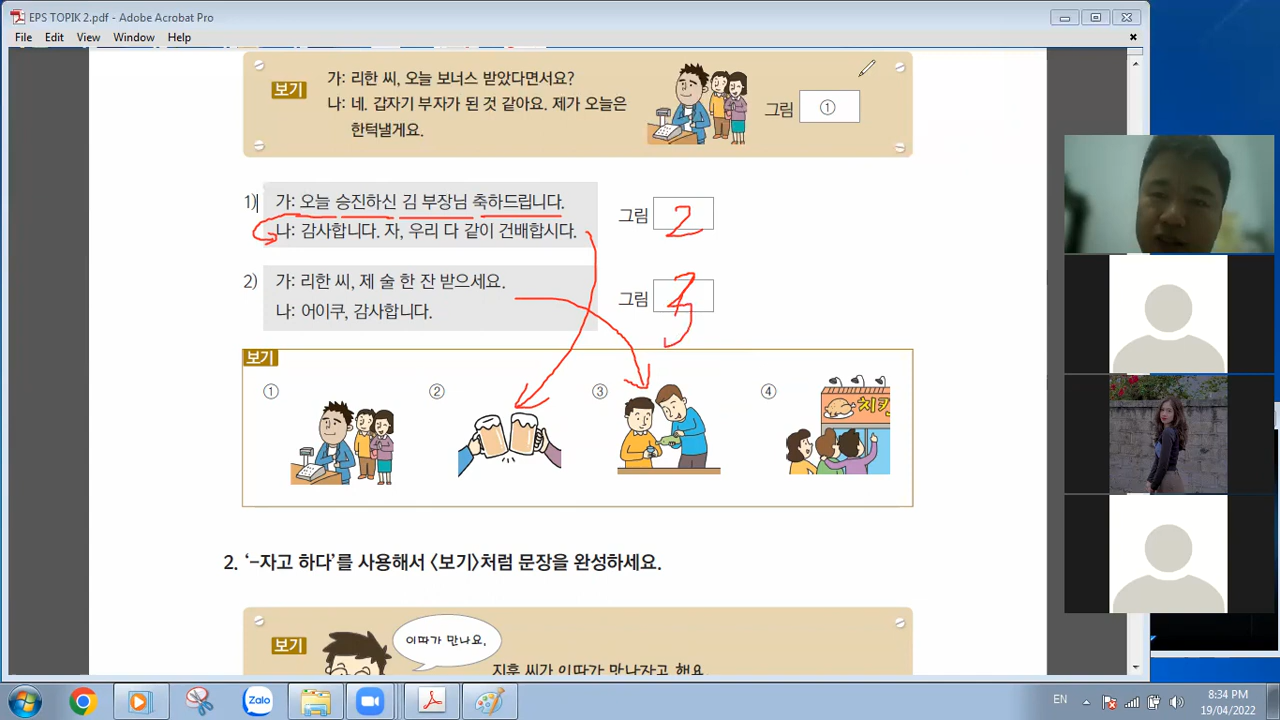 EPS TOPIK 2.pdf - Adobe Acrobat Pro
File Edit View Window Help
보기
가: 리한 씨, 오늘 보너스 받았다면서요?
나: 네. 갑자기 부자가 된 것 같아요. 제가 오늘은
한턱낼게요.
그림 ①
1) 가: 오늘 승진하신 김 부장님 축하드립니다.
나: 감사합니다. 자, 우리 다 같이 건배합시다.
그림 2
2) 가: 리한 씨, 제 술 한 잔 받으세요.
나: 어이쿠, 감사합니다.
그림 3
보기
① ② ③ ④
치킨
2. ‘-자고 하다’를 사용해서 〈보기〉처럼 문장을 완성하세요.
보기
이따가 만나요.
지훈 씨가 이따가 만나자고 했요
Zalo
EN
8:34 PM
19/04/2022